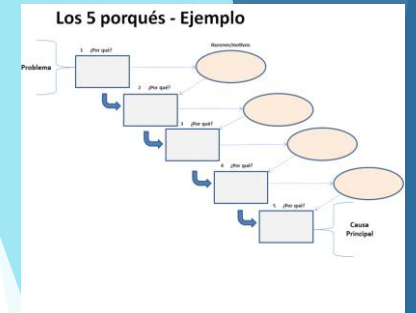 Los 5 porqués - Ejemplo
1 ¿Por qué?
Razones/motivos
Problema
2 ¿Por qué?
3 ¿Por qué?
4 ¿Por qué?
5 ¿Por qué?
Causa
Principal